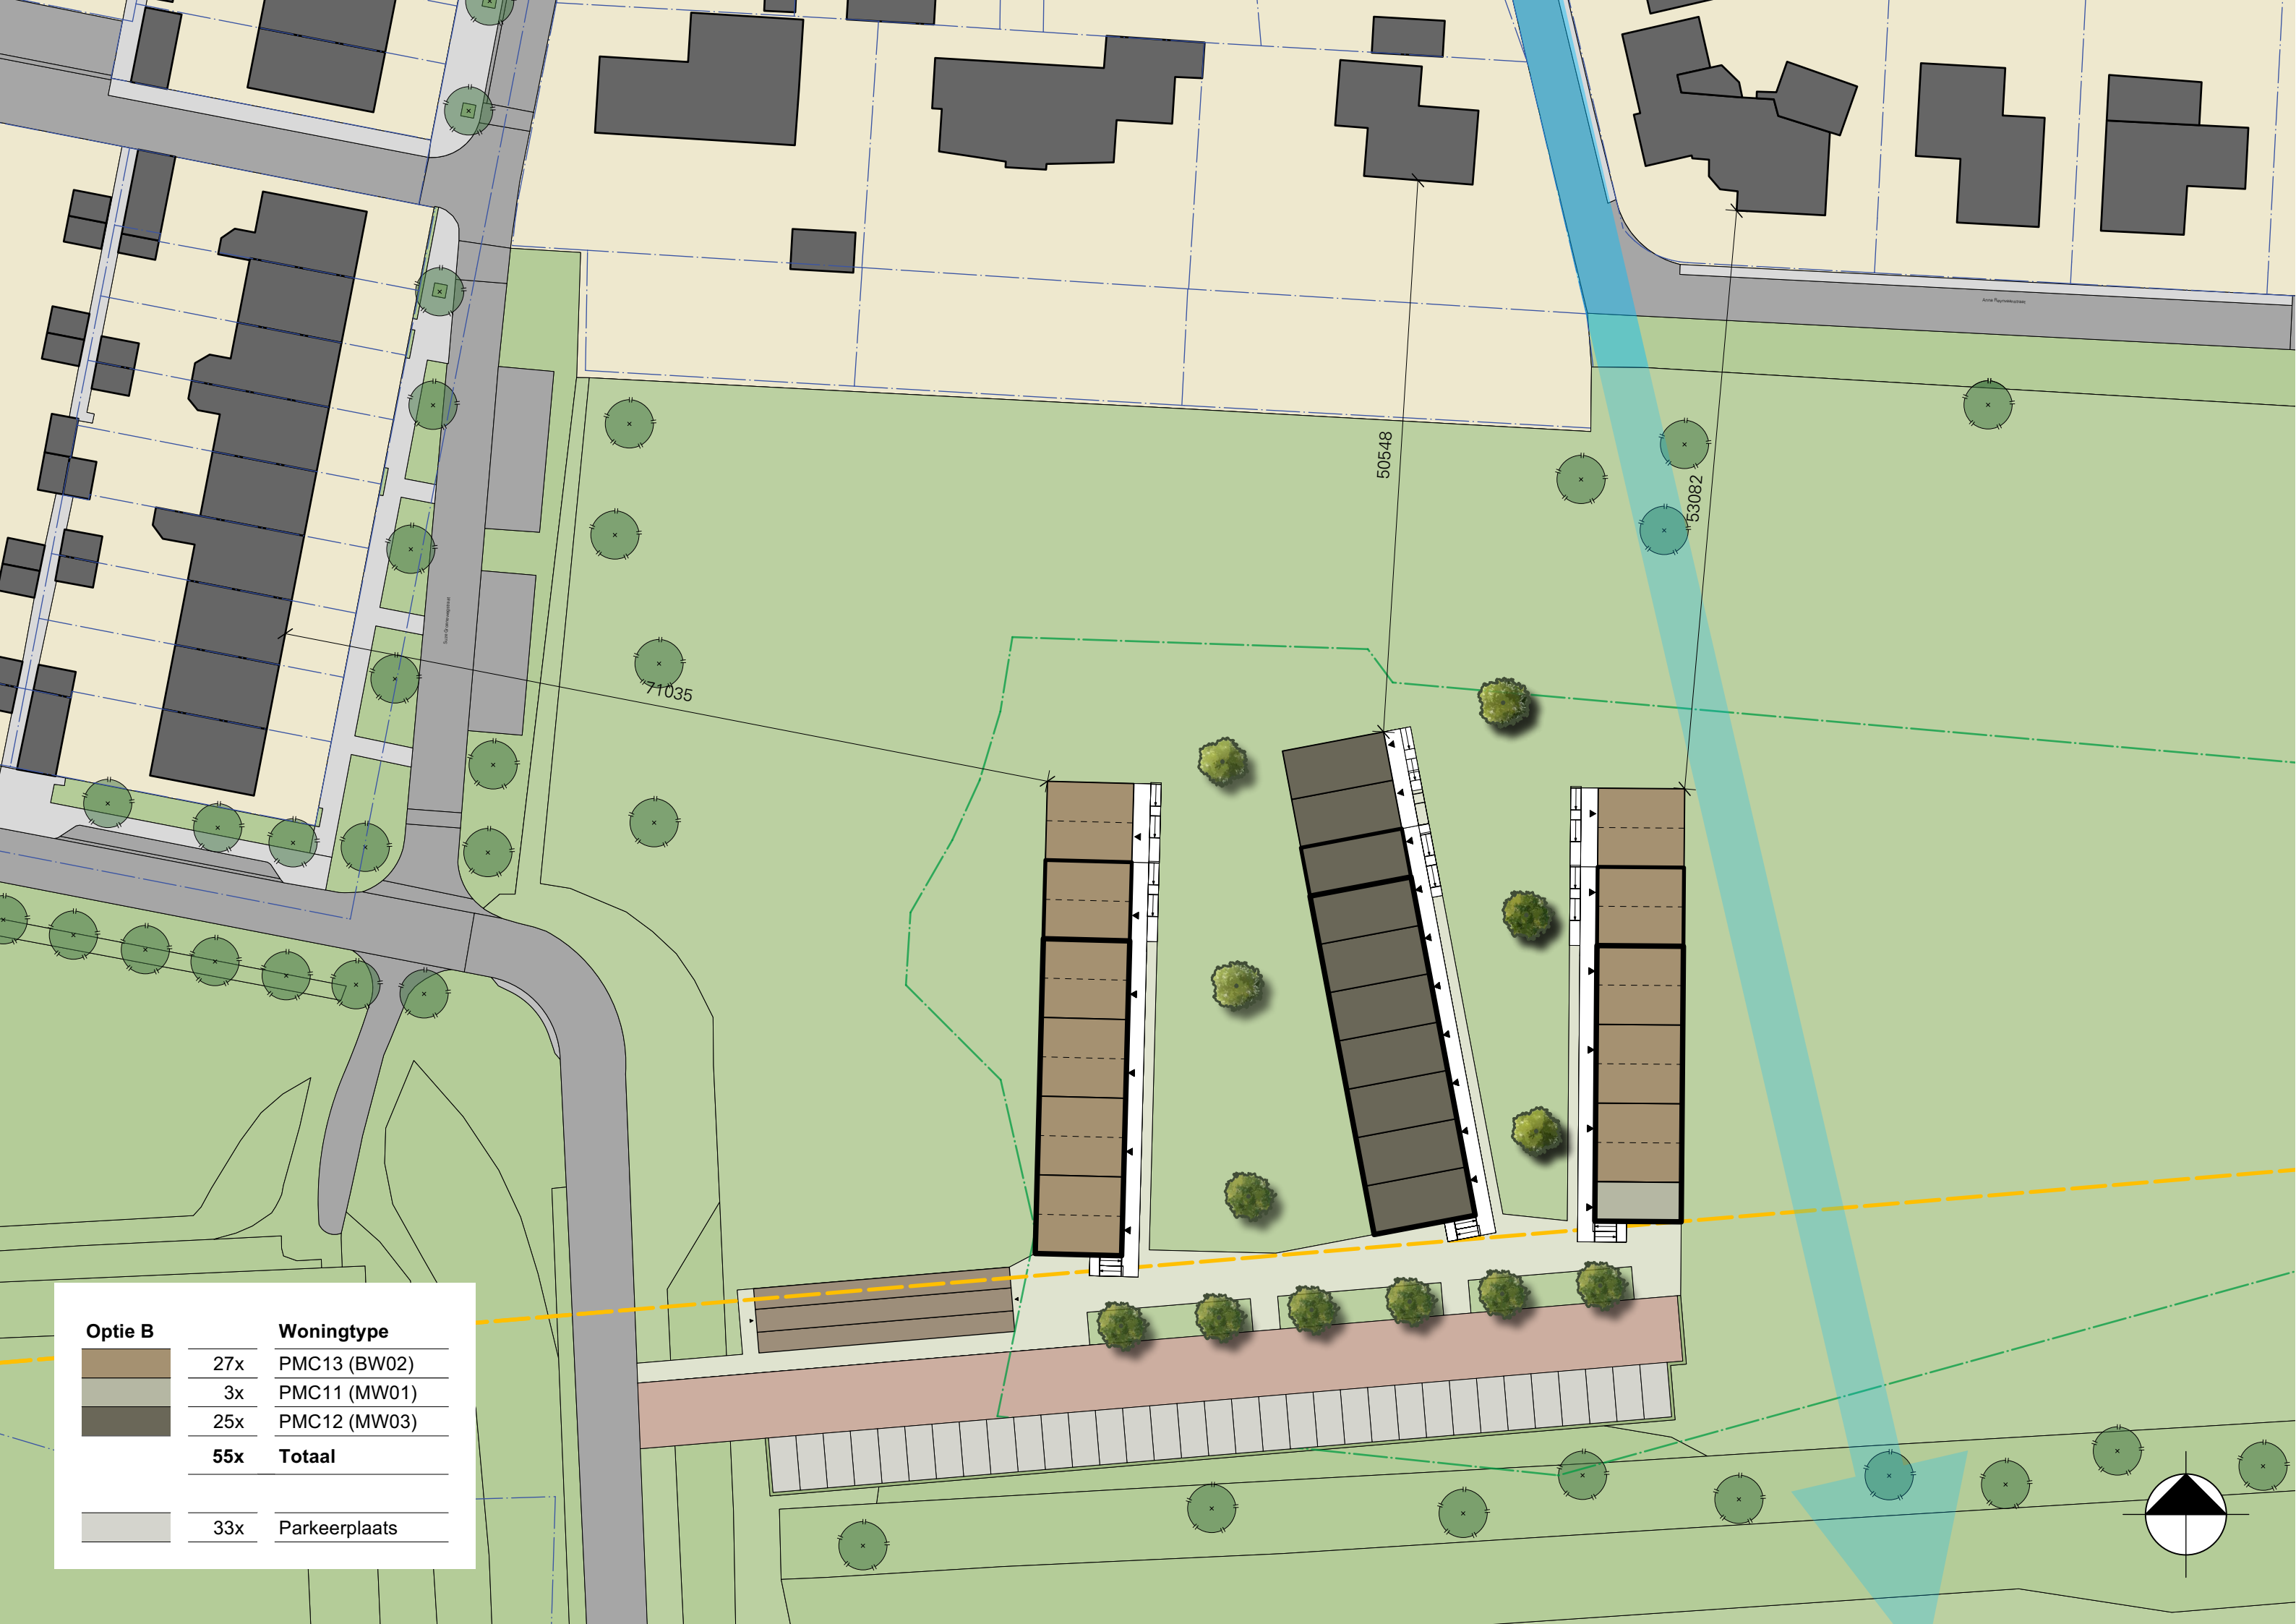 50548
53082
71035
Optie B Woningtype
27x PMC13 (BW02)
3x PMC11 (MW01)
25x PMC12 (MW03)
55x Totaal
33x Parkeerplaats